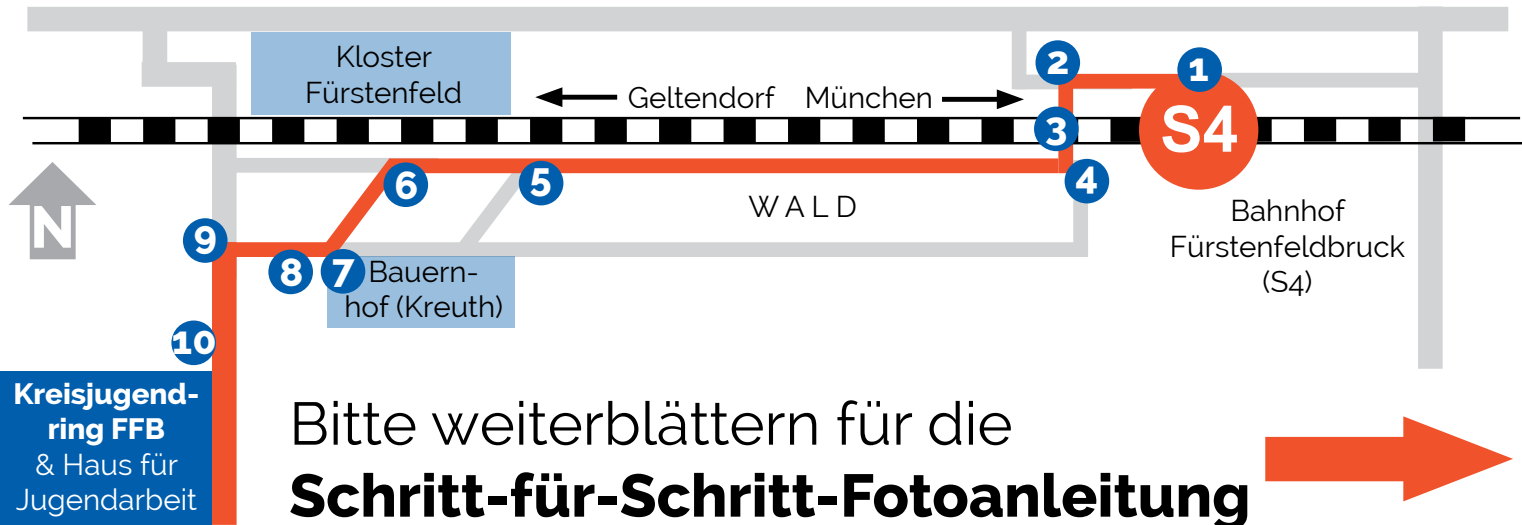 Kloster
Fürstenfeld
Geltendorf
München
1
2
3
S4
4
5
6
WALD
N
Bahnhof
Fürstenfeldbruck
(S4)
9
8
7
Bauern-
hof (Kreuth)
10
Kreisjugend-
ring FFB
& Haus für
Jugendarbeit
Bitte weiterblättern für die
Schritt-für-Schritt-Fotoanleitung